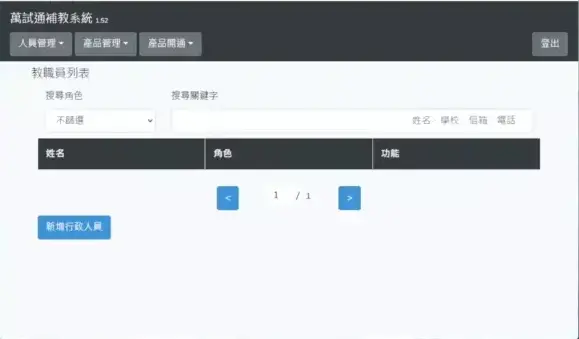 萬試通補教系統 1.52
人員管理 產品管理 產品開通 登出
教職員列表
搜尋角色 搜尋關鍵字
不篩選 姓名 學校 信箱 電話
姓名 角色 功能
< 1 / 1 >
新增行政人員